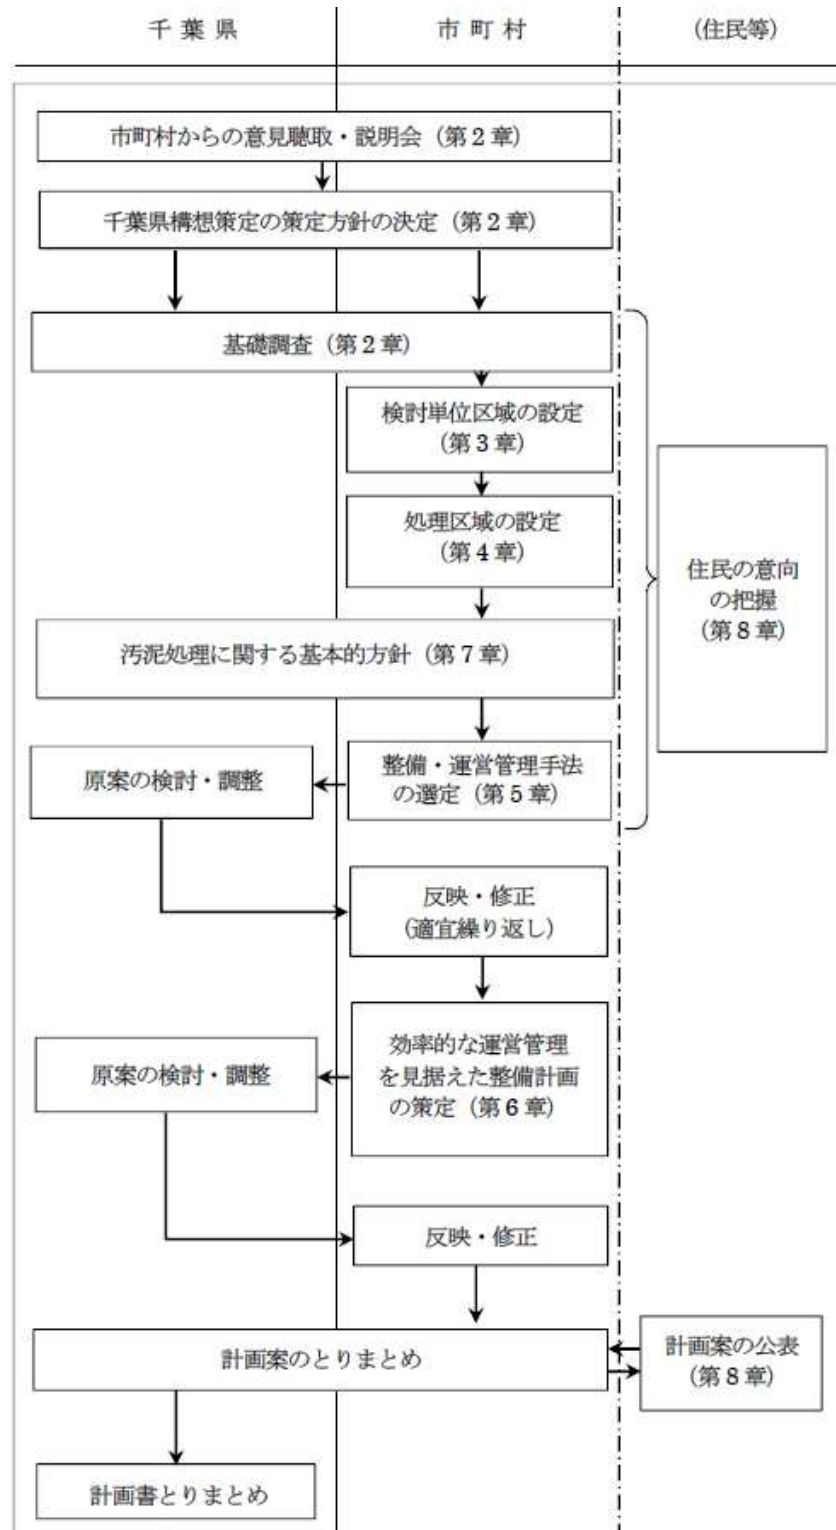 千葉県
市町村
(住民等)
市町村からの意見聴取・説明会（第２章）
千葉県構想策定の策定方針の決定（第２章）
基礎調査（第２章）
検討単位区域の設定
（第３章）
処理区域の設定
（第４章）
住民の意向
の把握
（第８章）
汚泥処理に関する基本的方針（第７章）
原案の検討・調整
整備・運営管理手法
の選定（第５章）
反映・修正
（適宜繰り返し）
原案の検討・調整
効率的な運営管理
を見据えた整備計画
の策定（第６章）
反映・修正
計画案のとりまとめ
計画案の公表
（第８章）
計画書とりまとめ